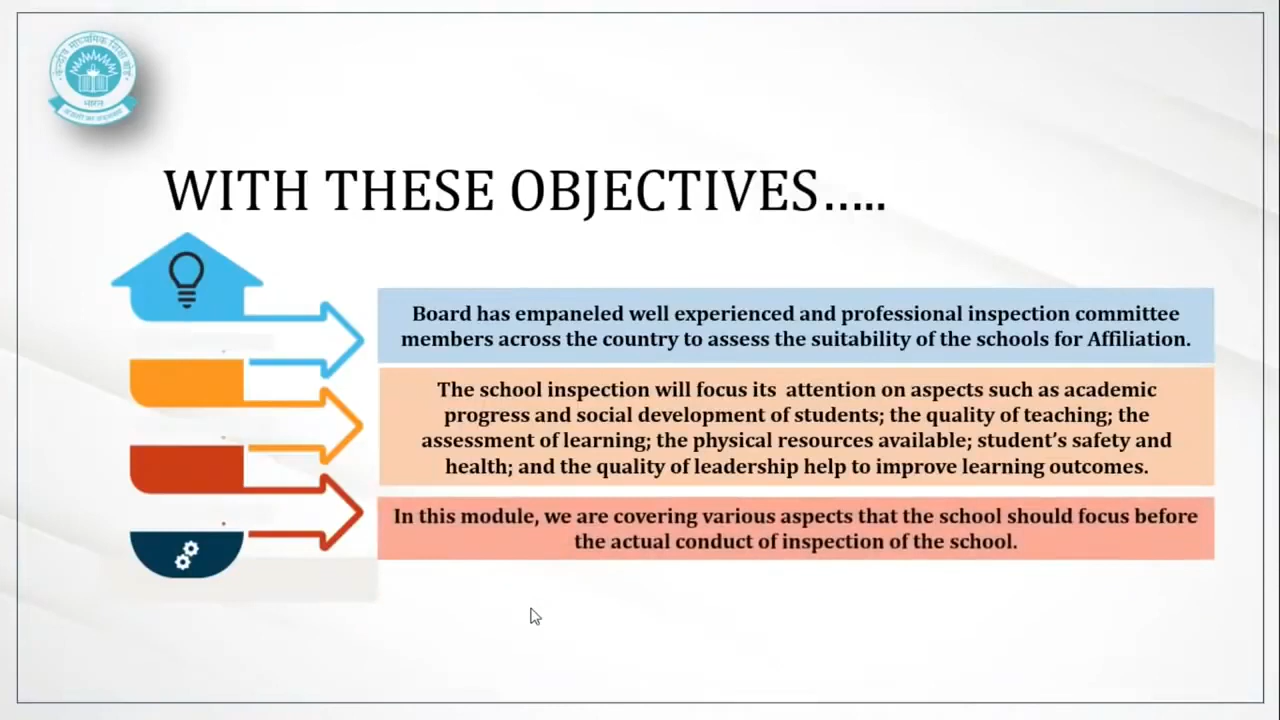 केन्द्रीय माध्यमिक शिक्षा बोर्ड
भारत
WITH THESE OBJECTIVES…..
Board has empaneled well experienced and professional inspection committee
members across the country to assess the suitability of the schools for Affiliation.
The school inspection will focus its attention on aspects such as academic
progress and social development of students; the quality of teaching; the
assessment of learning; the physical resources available; student’s safety and
health; and the quality of leadership help to improve learning outcomes.
In this module, we are covering various aspects that the school should focus before
the actual conduct of inspection of the school.